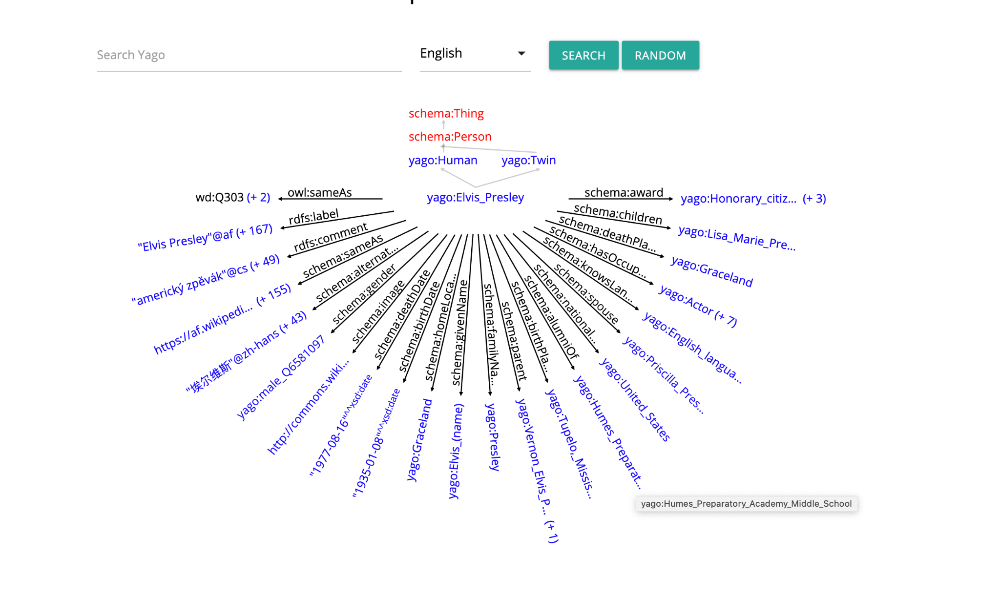 Search Yago
English
SEARCH
RANDOM
schema:Thing
schema:Person
yago:Human
yago:Twin
yago:Elvis_Presley
owl:sameAs
wd:Q303 (+ 2)
rdfs:label
"Elvis Presley"@af (+ 167)
rdfs:comment
"americký zpěvák"@cs (+ 49)
schema:sameAs
https://af.wikipedi... (+ 155)
schema:alternat...
"埃尔维斯"@zh-hans (+ 43)
schema:gender
yago:male_Q6581097
schema:image
http://commons.wiki...
schema:deathDate
"1977-08-16"^^xsd:date
schema:birthDate
"1935-01-08"^^xsd:date
schema:homeLoca...
yago:Graceland
schema:givenName
yago:Elvis_(name)
schema:familyNa...
yago:Presley
schema:parent
yago:Vernon_Elvis_P... (+ 1)
schema:birthPla...
yago:Tupelo,_Missis...
schema:alumniOf
yago:Humes_Preparat...
schema:national...
yago:United_States
schema:spouse
yago:Priscilla_Pres...
schema:knowsLan...
yago:English_langua...
schema:hasOccup...
yago:Actor (+ 7)
schema:deathPla...
yago:Graceland
schema:children
yago:Lisa_Marie_Pre...
schema:award
yago:Honorary_citiz... (+ 3)
yago:Humes_Preparatory_Academy_Middle_School